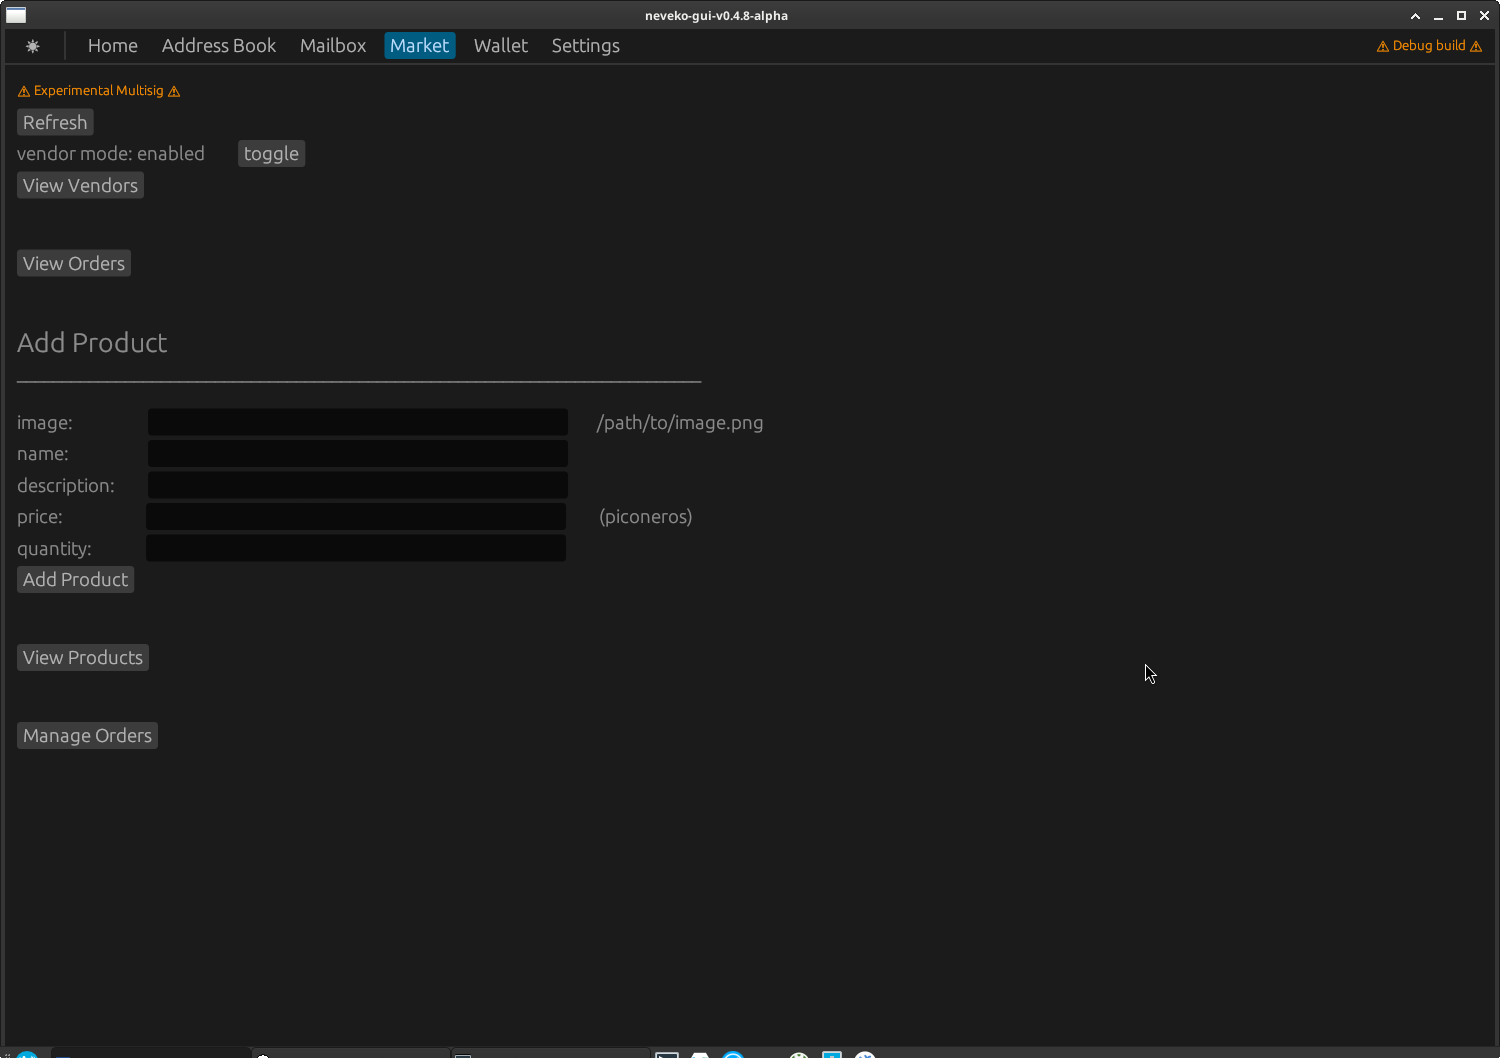 neveko-gui-v0.4.8-alpha
Home Address Book Mailbox Market Wallet Settings ⚠ Debug build ⚠
⚠ Experimental Multisig ⚠
Refresh
vendor mode: enabled toggle
View Vendors
View Orders
Add Product
image: /path/to/image.png
name:
description:
price: (piconeros)
quantity:
Add Product
View Products
Manage Orders